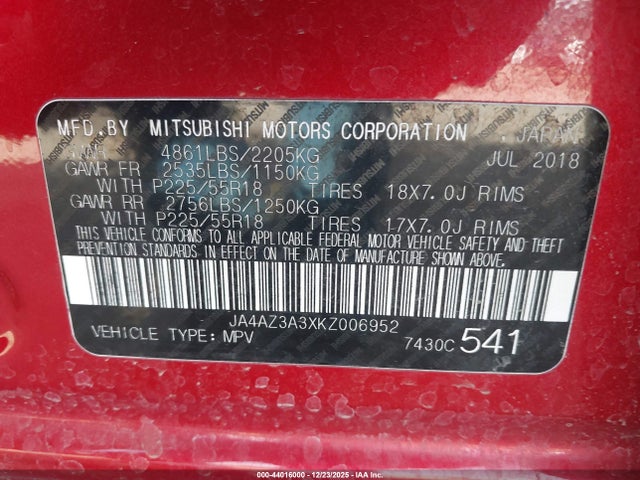 MFD.BY MITSUBISHI MOTORS CORPORATION . JAPAN
GVWR 4861LBS/2205KG JUL 2018
GAWR FR 2535LBS/1150KG
WITH P225/55R18 TIRES 18X7.0J RIMS
GAWR RR 2756LBS/1250KG
WITH P225/55R18 TIRES 17X7.0J RIMS
THIS VEHICLE CONFORMS TO ALL APPLICABLE FEDERAL MOTOR VEHICLE SAFETY AND THEFT
PREVENTION STANDARDS IN EFFECT ON THE DATE OF MANUFACTURE SHOWN ABOVE.
JA4AZ3A3XKZ006952
VEHICLE TYPE:MPV 7430C 541
000-44016000 - 12/23/2025 - IAA Inc.